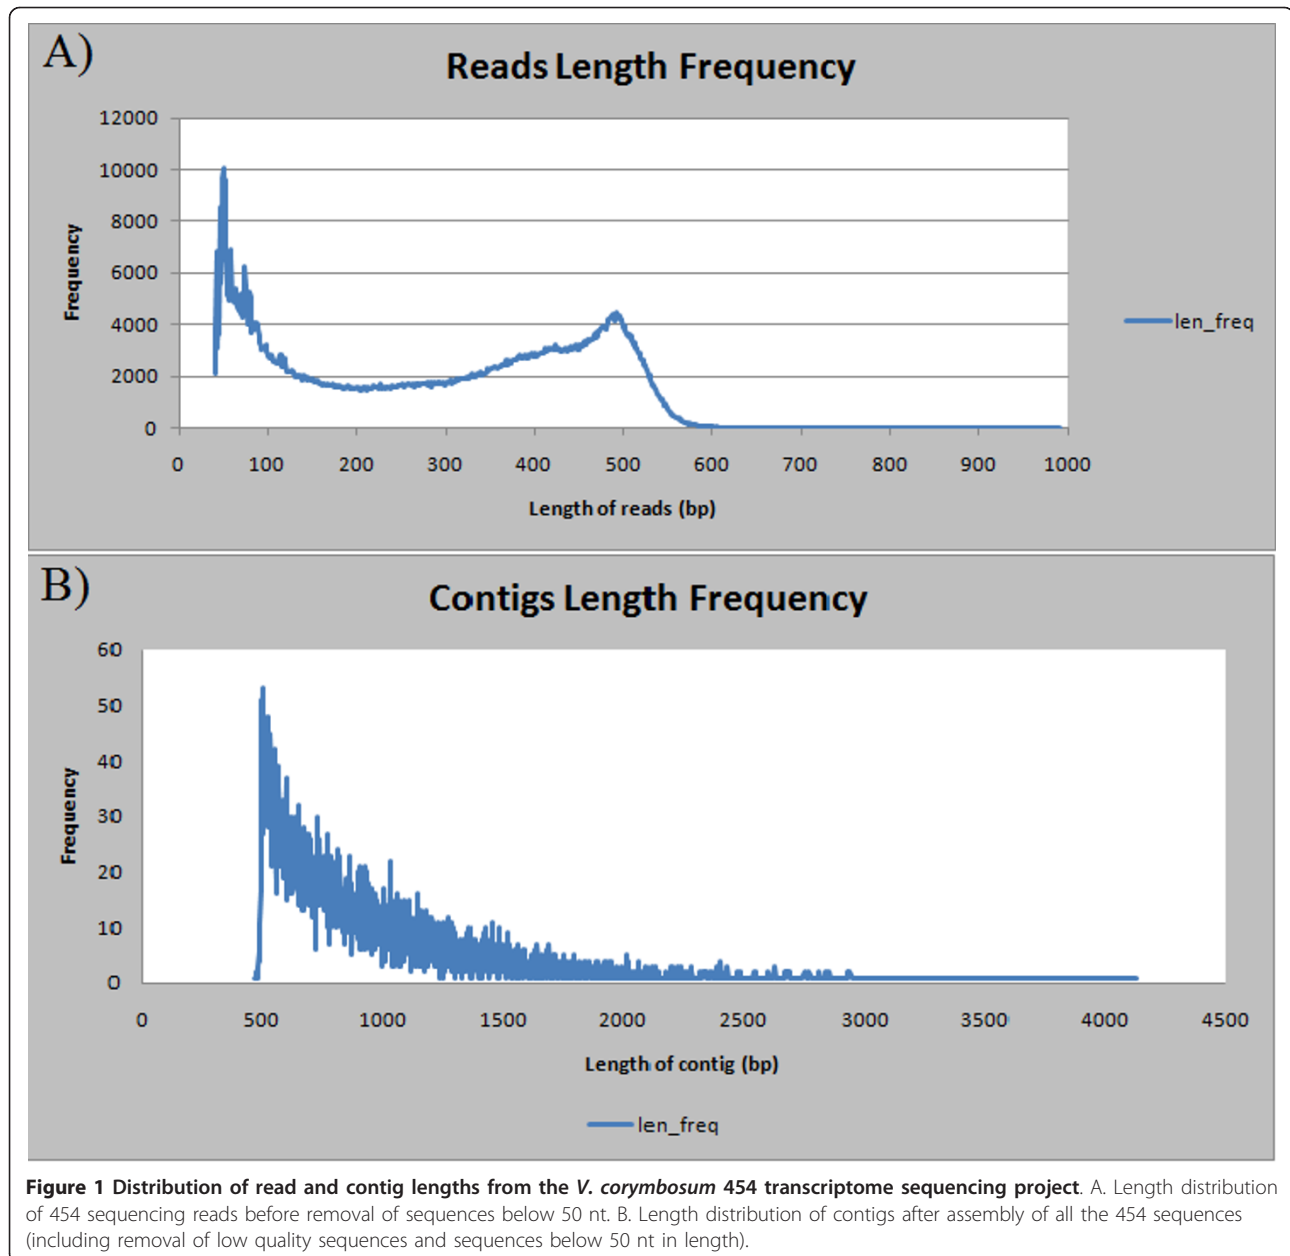 A)
Reads Length Frequency
12000
10000
8000
6000
4000
2000
0
Frequency
0 100 200 300 400 500 600 700 800 900 1000
Length of reads (bp)
len_freq
B)
Contigs Length Frequency
60
50
40
30
20
10
0
Frequency
0 500 1000 1500 2000 2500 3000 3500 4000 4500
Length of contig (bp)
len_freq
Figure 1 Distribution of read and contig lengths from the V. corymbosum 454 transcriptome sequencing project. A. Length distribution
of 454 sequencing reads before removal of sequences below 50 nt. B. Length distribution of contigs after assembly of all the 454 sequences
(including removal of low quality sequences and sequences below 50 nt in length).